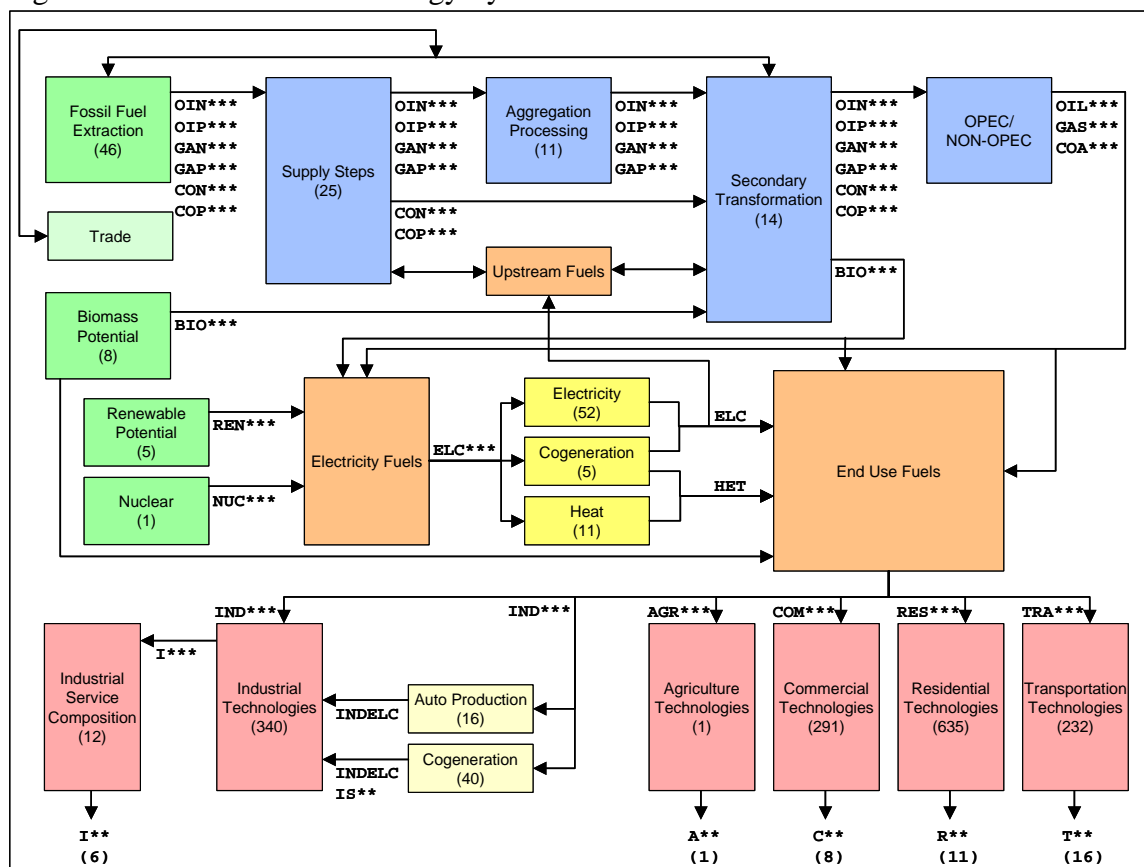 Fossil Fuel
Extraction
(46)
OIN***
OIP***
GAN***
GAP***
CON***
COP***
Supply Steps
(25)
OIN***
OIP***
GAN***
GAP***
CON***
COP***
Aggregation
Processing
(11)
OIN***
OIP***
GAN***
GAP***
Secondary
Transformation
(14)
OIN***
OIP***
GAN***
GAP***
CON***
COP***
BIO***
OPEC/
NON-OPEC
OIL***
GAS***
COA***
Trade
Upstream Fuels
Biomass
Potential
(8)
BIO***
Renewable
Potential
(5)
REN***
Nuclear
(1)
NUC***
Electricity Fuels
ELC***
Electricity
(52)
Cogeneration
(5)
Heat
(11)
ELC
HET
End Use Fuels
IND***
IND***
AGR***
COM***
RES***
TRA***
Industrial
Service
Composition
(12)
I***
Industrial
Technologies
(340)
INDELC
Auto Production
(16)
INDELC
IS**
Cogeneration
(40)
Agriculture
Technologies
(1)
Commercial
Technologies
(291)
Residential
Technologies
(635)
Transportation
Technologies
(232)
I**
(6)
A**
(1)
C**
(8)
R**
(11)
T**
(16)